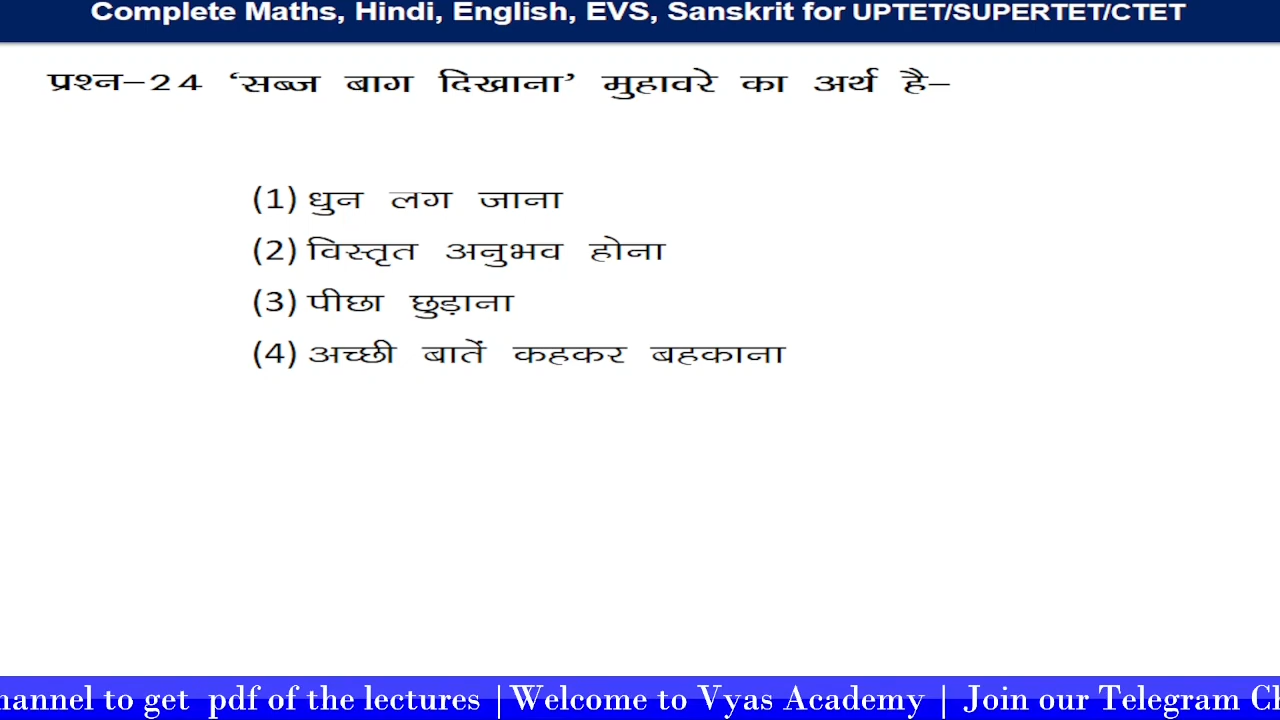 Complete Maths, Hindi, English, EVS, Sanskrit for UPTET/SUPERTET/CTET
प्रश्न–24 ‘सब्ज बाग दिखाना’ मुहावरे का अर्थ है–
(1) धुन लग जाना
(2) विस्तृत अनुभव होना
(3) पीछा छुड़ाना
(4) अच्छी बातें कहकर बहकाना
hannel to get pdf of the lectures | Welcome to Vyas Academy | Join our Telegram Ch